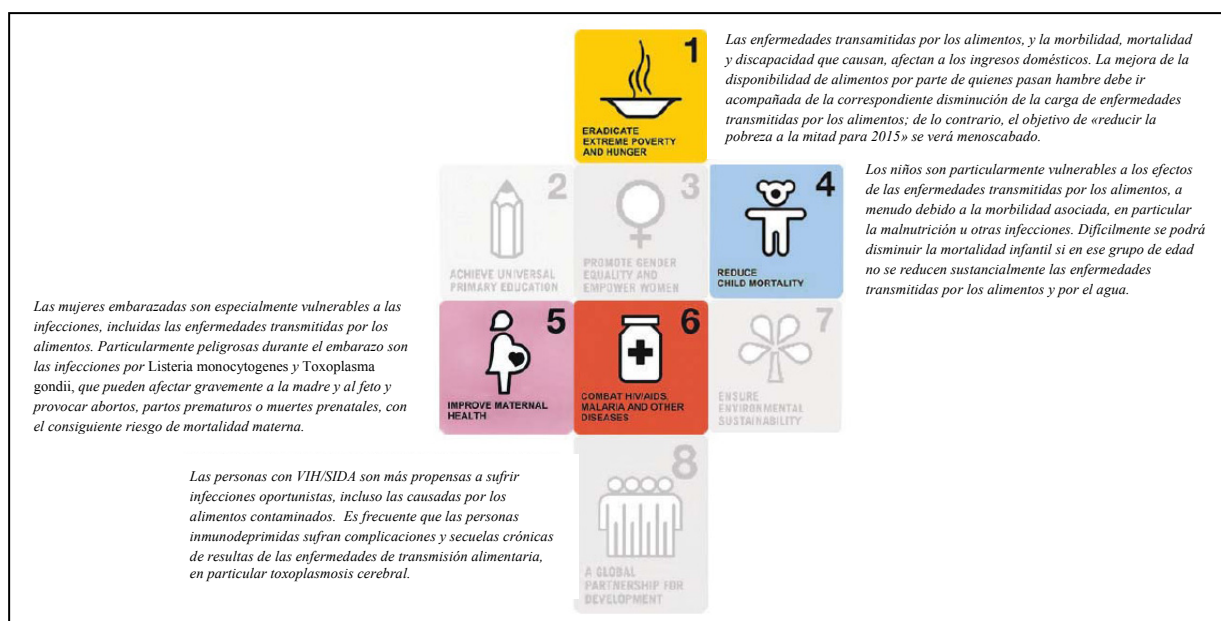 1
ERADICATE
EXTREME POVERTY
AND HUNGER
Las enfermedades transamitidas por los alimentos, y la morbilidad, mortalidad
y discapacidad que causan, afectan a los ingresos domésticos. La mejora de la
disponibilidad de alimentos por parte de quienes pasan hambre debe ir
acompañada de la correspondiente disminución de la carga de enfermedades
transmitidas por los alimentos; de lo contrario, el objetivo de «reducir la
pobreza a la mitad para 2015» se verá menoscabado.
2
ACHIEVE UNIVERSAL
PRIMARY EDUCATION
3
PROMOTE GENDER
EQUALITY AND
EMPOWER WOMEN
4
REDUCE
CHILD MORTALITY
Los niños son particularmente vulnerables a los efectos
de las enfermedades transmitidas por los alimentos, a
menudo debido a la morbilidad asociada, en particular
la malnutrición u otras infecciones. Difícilmente se podrá
disminuir la mortalidad infantil si en ese grupo de edad
no se reducen sustancialmente las enfermedades
transmitidas por los alimentos y por el agua.
Las mujeres embarazadas son especialmente vulnerables a las
infecciones, incluidas las enfermedades transmitidas por los
alimentos. Particularmente peligrosas durante el embarazo son
las infecciones por Listeria monocytogenes y Toxoplasma
gondii, que pueden afectar gravemente a la madre y al feto y
provocar abortos, partos prematuros o muertes prenatales, con
el consiguiente riesgo de mortalidad materna.
5
IMPROVE MATERNAL
HEALTH
6
COMBAT HIV/AIDS,
MALARIA AND OTHER
DISEASES
7
ENSURE
ENVIRONMENTAL
SUSTAINABILITY
Las personas con VIH/SIDA son más propensas a sufrir
infecciones oportunistas, incluso las causadas por los
alimentos contaminados. Es frecuente que las personas
inmunodeprimidas sufran complicaciones y secuelas crónicas
de resultas de las enfermedades de transmisión alimentaria,
en particular toxoplasmosis cerebral.
8
A GLOBAL
PARTNERSHIP FOR
DEVELOPMENT